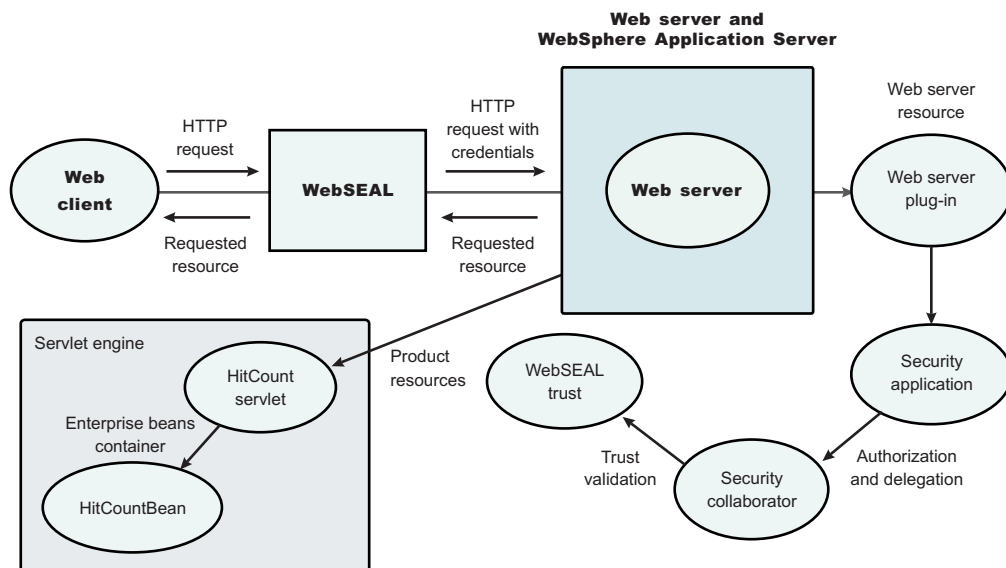 Web server and
WebSphere Application Server
Web server
resource
HTTP
request
HTTP
request with
credentials
Web
client
WebSEAL
Web server
Web server
plug-in
Requested
resource
Requested
resource
Servlet engine
HitCount
servlet
Product
resources
WebSEAL
trust
Security
application
Enterprise beans
container
HitCountBean
Trust
validation
Security
collaborator
Authorization
and delegation